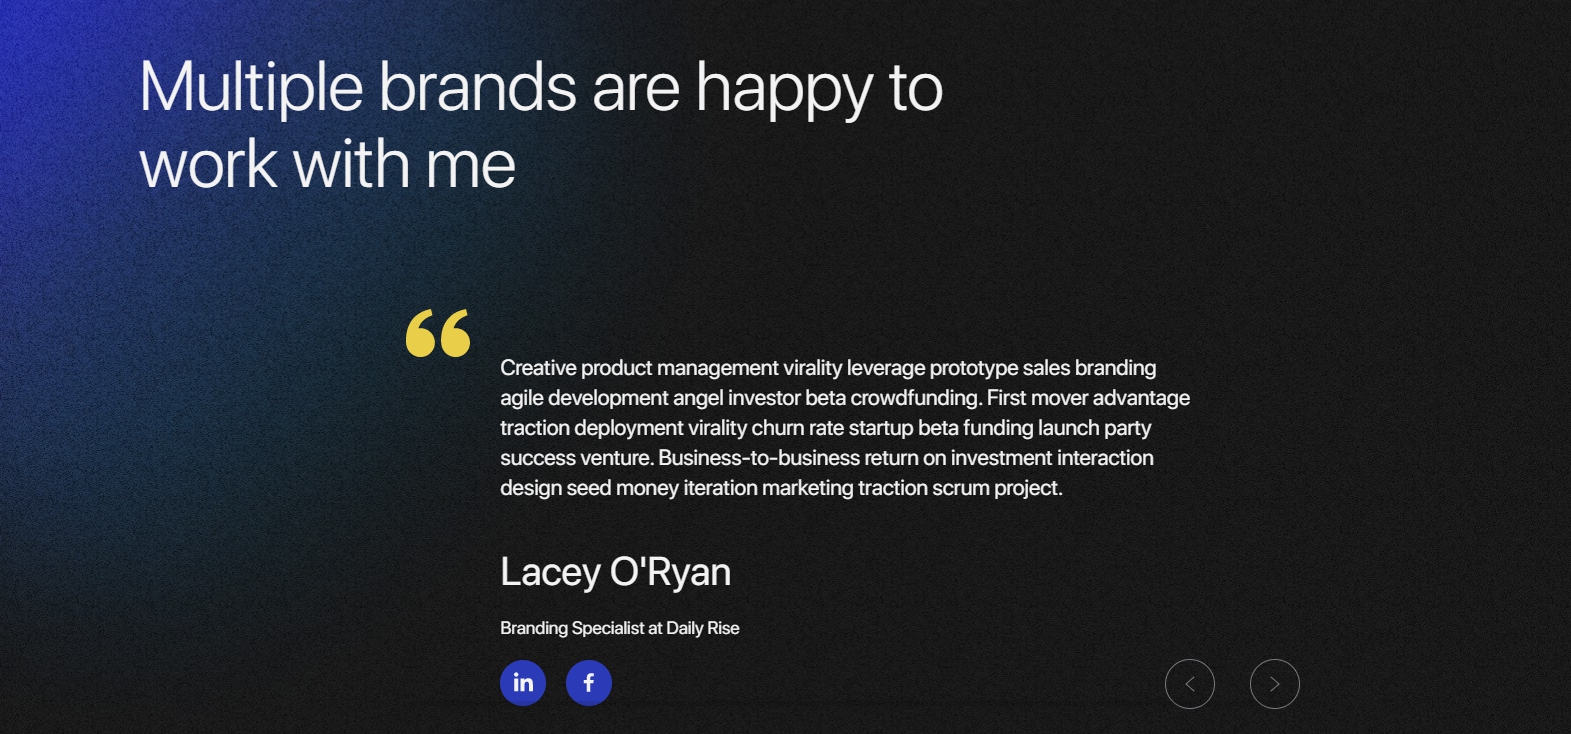 Multiple brands are happy to
work with me
“
Creative product management virality leverage prototype sales branding
agile development angel investor beta crowdfunding. First mover advantage
traction deployment virality churn rate startup beta funding launch party
success venture. Business-to-business return on investment interaction
design seed money iteration marketing traction scrum project.
Lacey O'Ryan
Branding Specialist at Daily Rise
in f